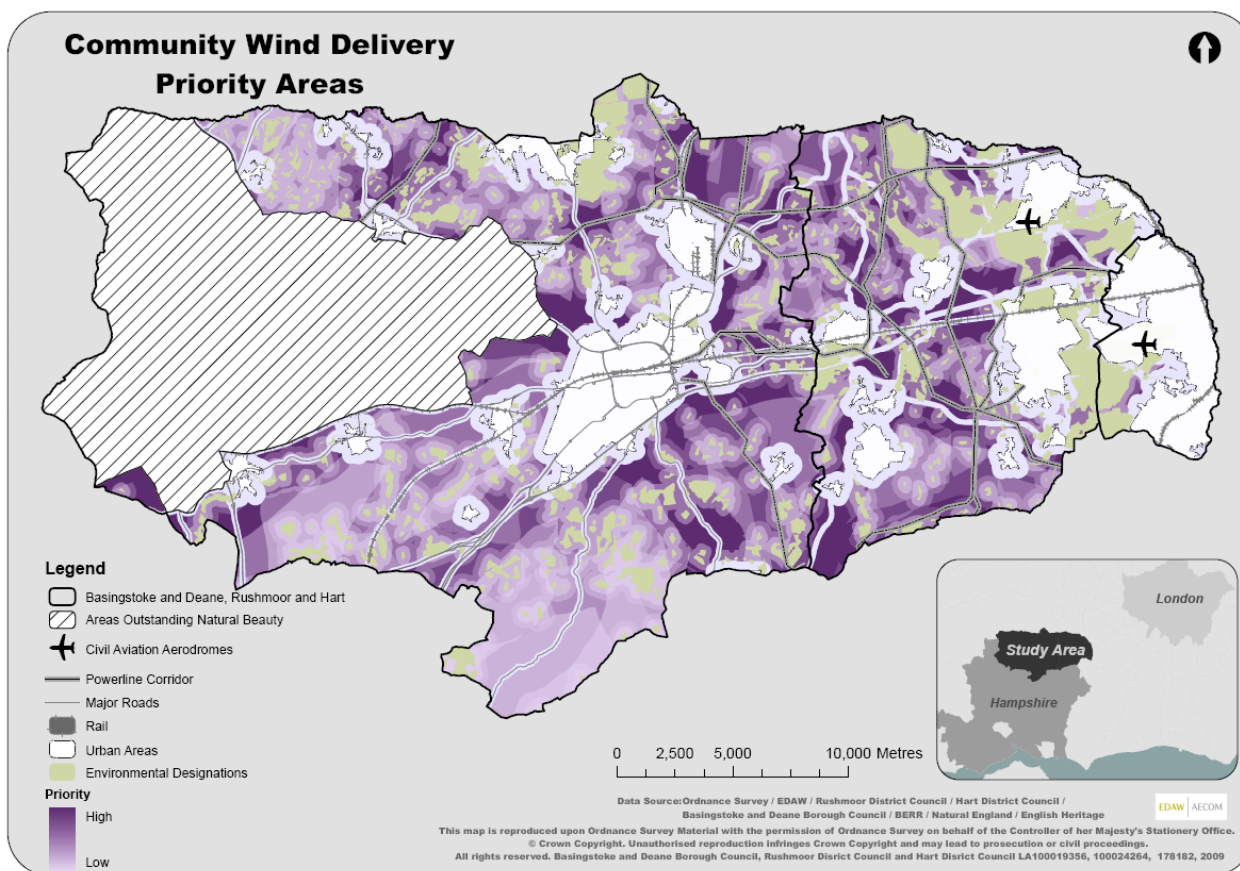 Community Wind Delivery
Priority Areas
Legend
Basingstoke and Deane, Rushmoor and Hart
Areas Outstanding Natural Beauty
Civil Aviation Aerodromes
Powerline Corridor
Major Roads
Rail
Urban Areas
Environmental Designations
Priority
High
Low
0 2,500 5,000 10,000 Metres
London
Study Area
Hampshire
Data Source:Ordnance Survey / EDAW / Rushmoor District Council / Hart District Council /
Basingstoke and Deane Borough Council / BERR / Natural England / English Heritage
EDAW AECOM
This map is reproduced upon Ordnance Survey Material with the permission of Ordnance Survey on behalf of the Controller of her Majesty's Stationery Office.
© Crown Copyright. Unauthorised reproduction infringes Crown Copyright and may lead to prosecution or civil proceedings.
All rights reserved. Basingstoke and Deane Borough Council, Rushmoor Disrict Council and Hart Disrict Council LA100019356, 100024264, 178182, 2009